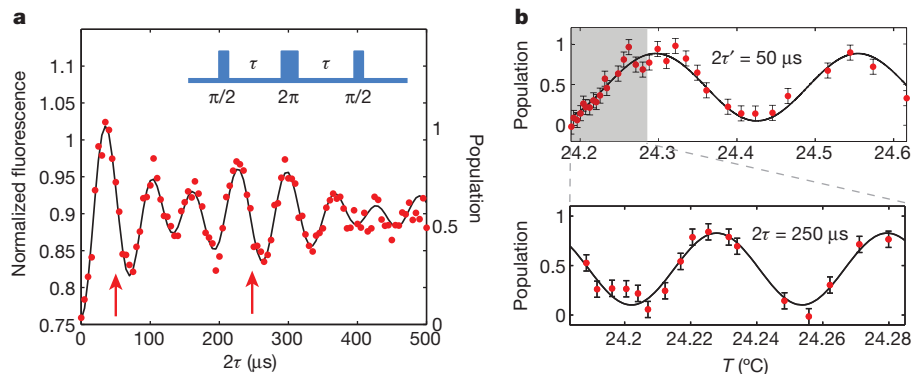 a
Normalized fluorescence
1.1
1.05
1
0.95
0.9
0.85
0.8
0.75
0 100 200 300 400 500
2τ (μs)
1
0.5
0
Population
τ τ
π/2 2π π/2
b
Population
1
0.5
0
2τ′ = 50 μs
24.2 24.3 24.4 24.5 24.6
Population
1
0.5
0
2τ = 250 μs
24.2 24.22 24.24 24.26 24.28
T (°C)